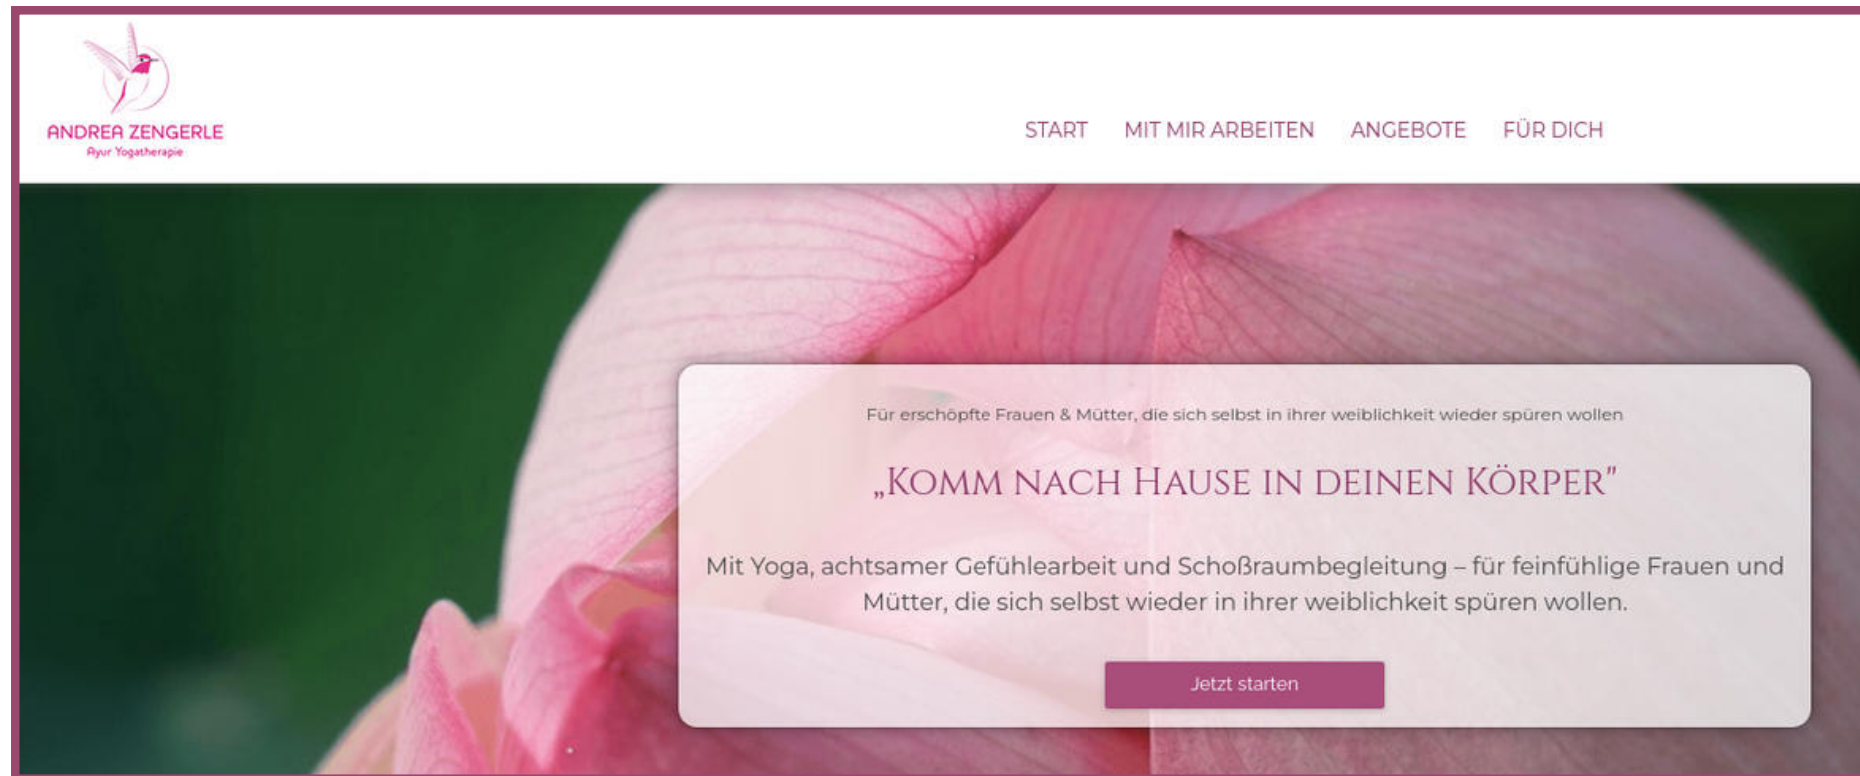 ANDREA ZENGERLE
Ayur Yogatherapie
START MIT MIR ARBEITEN ANGEBOTE FÜR DICH
Für erschöpfte Frauen & Mütter, die sich selbst in ihrer weiblichkeit wieder spüren wollen
„KOMM NACH HAUSE IN DEINEN KÖRPER"
Mit Yoga, achtsamer Gefühlearbeit und Schoßraumbegleitung – für feinfühlige Frauen und
Mütter, die sich selbst wieder in ihrer weiblichkeit spüren wollen.
Jetzt starten